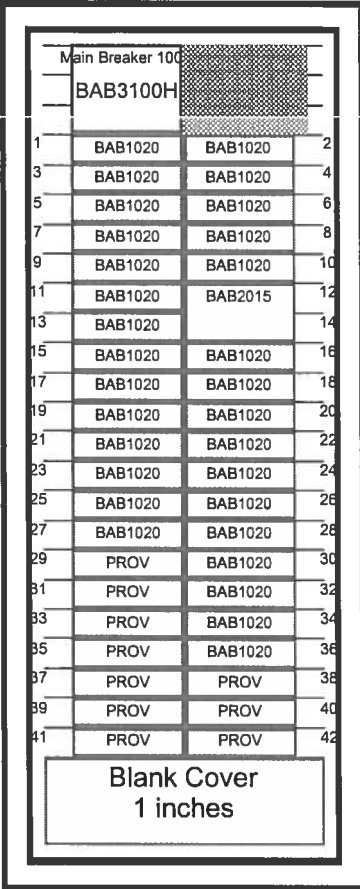 Main Breaker 100
BAB3100H
1 BAB1020 BAB1020 2
3 BAB1020 BAB1020 4
5 BAB1020 BAB1020 6
7 BAB1020 BAB1020 8
9 BAB1020 BAB1020 10
11 BAB1020 BAB2015 12
13 BAB1020 14
15 BAB1020 BAB1020 16
17 BAB1020 BAB1020 18
19 BAB1020 BAB1020 20
21 BAB1020 BAB1020 22
23 BAB1020 BAB1020 24
25 BAB1020 BAB1020 26
27 BAB1020 BAB1020 28
29 PROV BAB1020 30
31 PROV BAB1020 32
33 PROV BAB1020 34
35 PROV BAB1020 36
37 PROV PROV 38
39 PROV PROV 40
41 PROV PROV 42
Blank Cover
1 inches